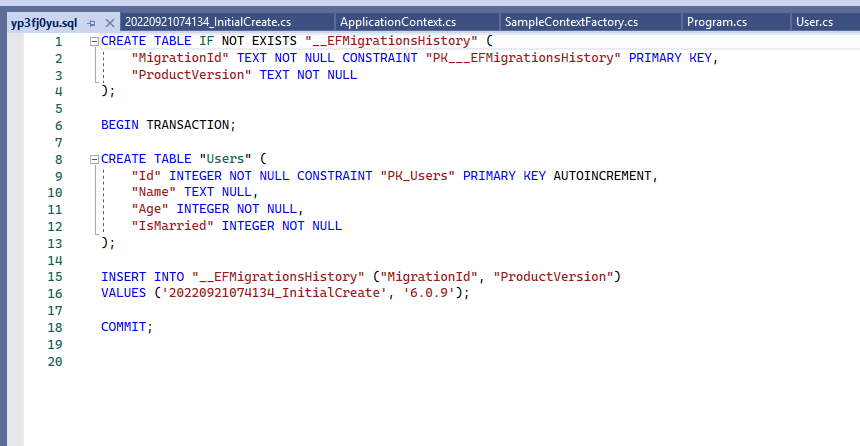 yp3fj0yu.sql 20220921074134_InitialCreate.cs ApplicationContext.cs SampleContextFactory.cs Program.cs User.cs
1 CREATE TABLE IF NOT EXISTS "__EFMigrationsHistory" (
2 "MigrationId" TEXT NOT NULL CONSTRAINT "PK___EFMigrationsHistory" PRIMARY KEY,
3 "ProductVersion" TEXT NOT NULL
4 );
5
6 BEGIN TRANSACTION;
7
8 CREATE TABLE "Users" (
9 "Id" INTEGER NOT NULL CONSTRAINT "PK_Users" PRIMARY KEY AUTOINCREMENT,
10 "Name" TEXT NULL,
11 "Age" INTEGER NOT NULL,
12 "IsMarried" INTEGER NOT NULL
13 );
14
15 INSERT INTO "__EFMigrationsHistory" ("MigrationId", "ProductVersion")
16 VALUES ('20220921074134_InitialCreate', '6.0.9');
17
18 COMMIT;
19
20